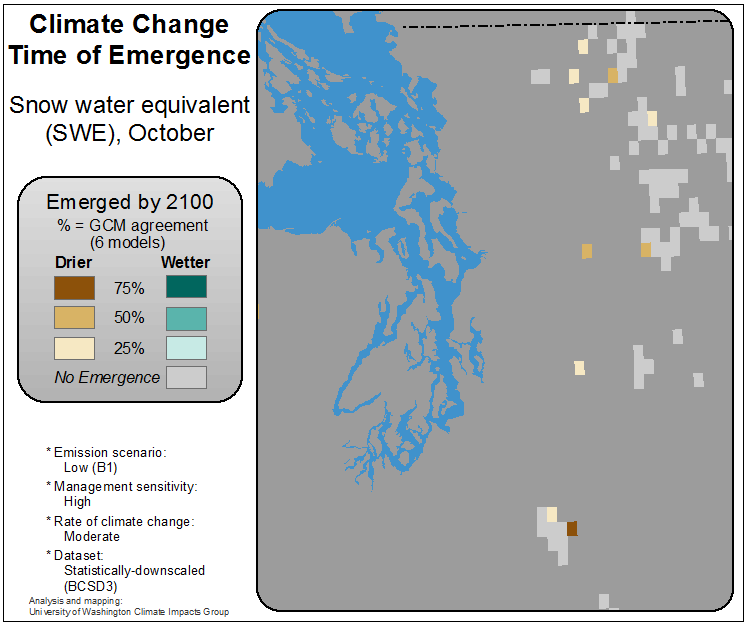 Climate Change
Time of Emergence
Snow water equivalent
(SWE), October
Emerged by 2100
% = GCM agreement
(6 models)
Drier Wetter
75%
50%
25%
No Emergence
* Emission scenario:
Low (B1)
* Management sensitivity:
High
* Rate of climate change:
Moderate
* Dataset:
Statistically-downscaled
(BCSD3)
Analysis and mapping:
University of Washington Climate Impacts Group